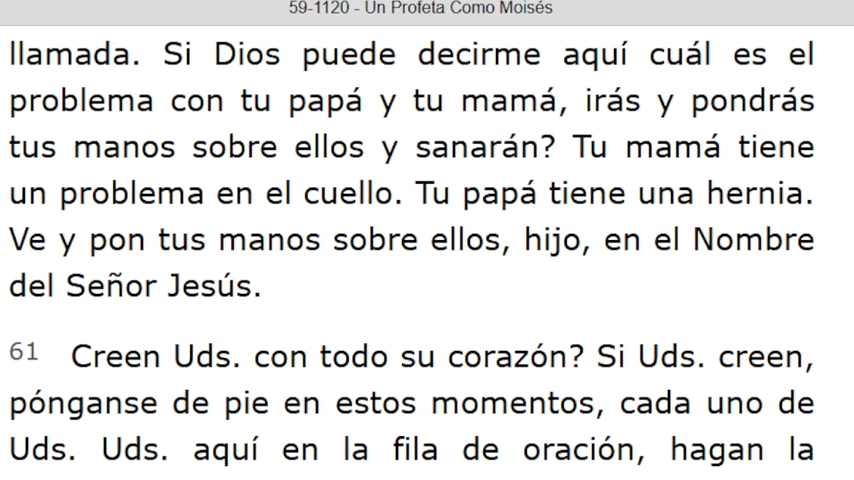 59-1120 - Un Profeta Como Moisés
llamada. Si Dios puede decirme aquí cuál es el
problema con tu papá y tu mamá, irás y pondrás
tus manos sobre ellos y sanarán? Tu mamá tiene
un problema en el cuello. Tu papá tiene una hernia.
Ve y pon tus manos sobre ellos, hijo, en el Nombre
del Señor Jesús.
61 Creen Uds. con todo su corazón? Si Uds. creen,
pónganse de pie en estos momentos, cada uno de
Uds. Uds. aquí en la fila de oración, hagan la